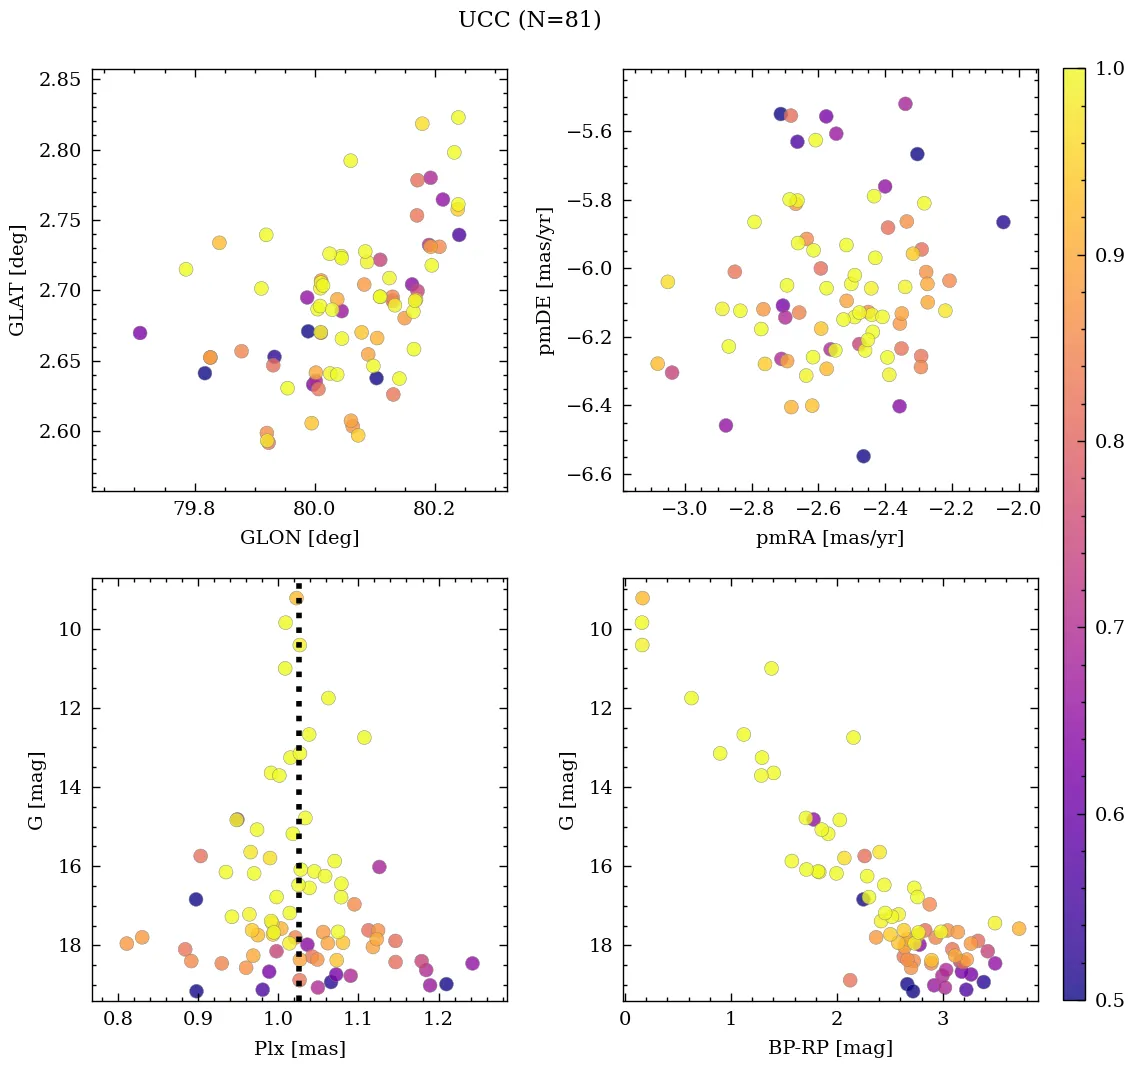 UCC (N=81)
2.85
2.80
2.75
2.70
2.65
2.60
GLAT [deg]
79.8 80.0 80.2
GLON [deg]
−5.6
−5.8
−6.0
−6.2
−6.4
−6.6
pmDE [mas/yr]
−3.0 −2.8 −2.6 −2.4 −2.2 −2.0
pmRA [mas/yr]
10
12
14
16
18
G [mag]
0.8 0.9 1.0 1.1 1.2
Plx [mas]
10
12
14
16
18
G [mag]
0 1 2 3
BP-RP [mag]
1.0
0.9
0.8
0.7
0.6
0.5